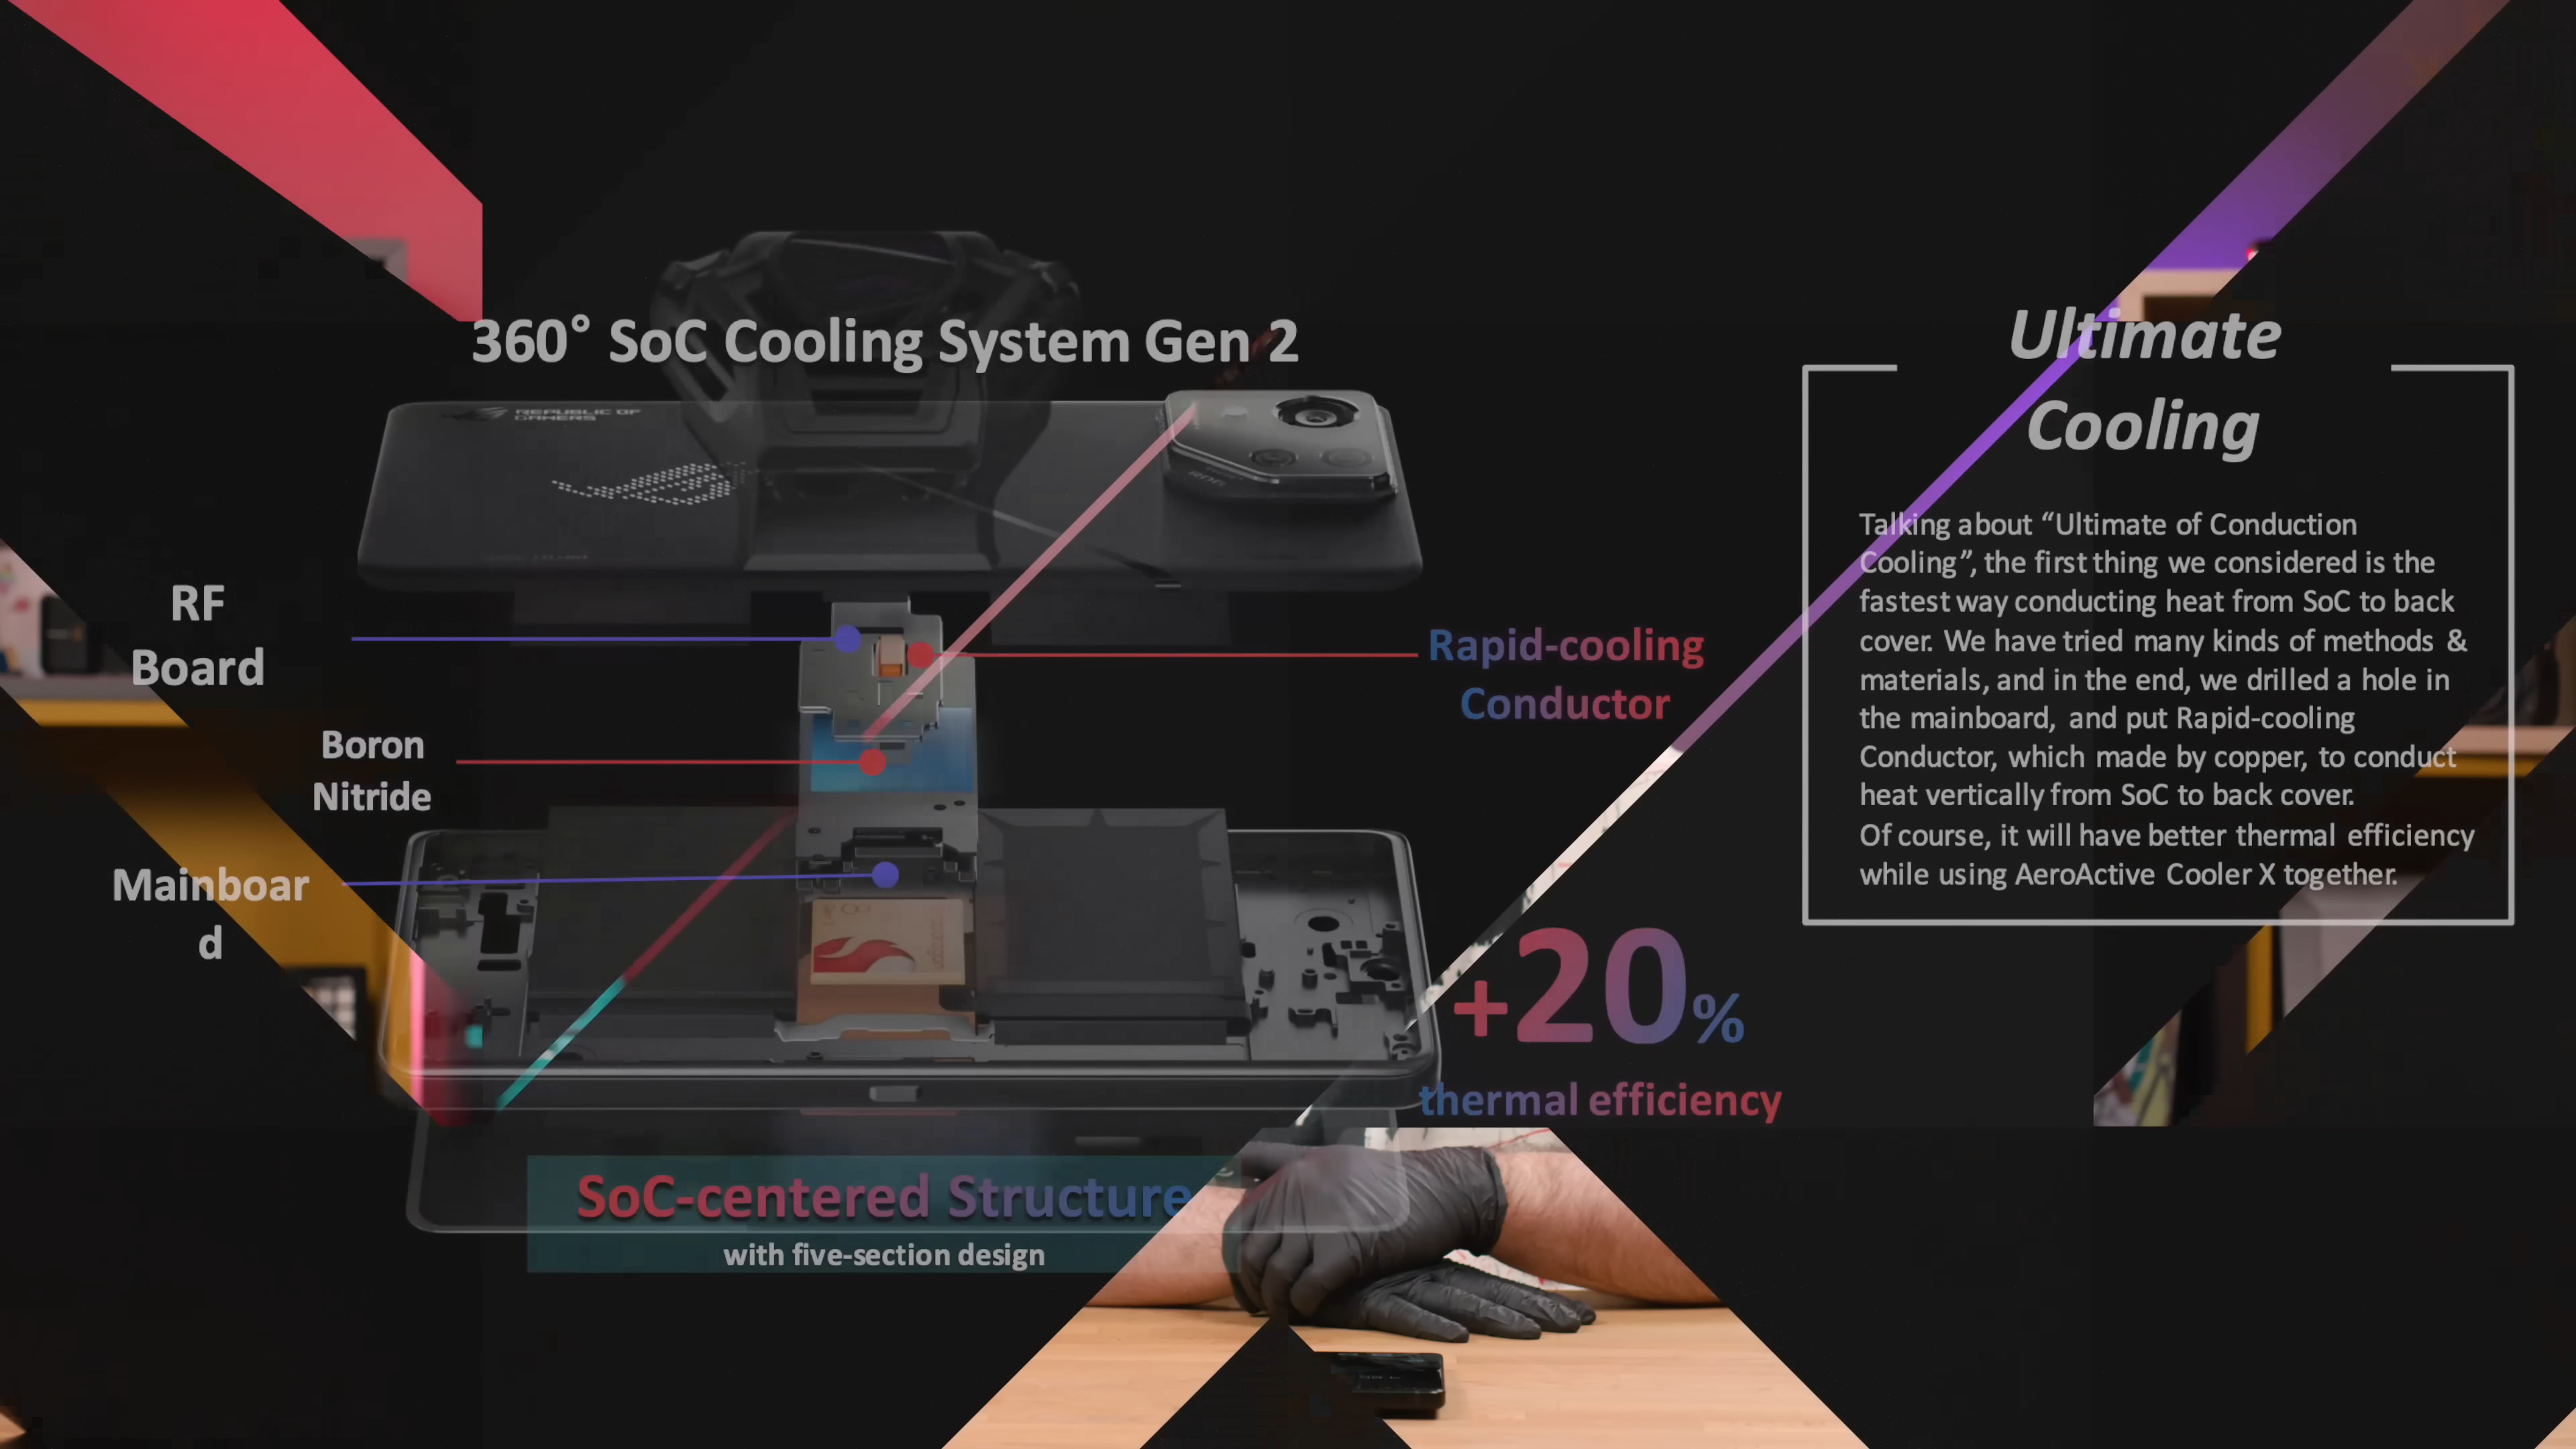 360° SoC Cooling System Gen 2
REPUBLIC OF
GAMERS
RF
Board
Boron
Nitride
Mainboar
d
Rapid-cooling
Conductor
+20%
thermal efficiency
SoC-centered Structure
with five-section design
Ultimate
Cooling
Talking about “Ultimate of Conduction
Cooling”, the first thing we considered is the
fastest way conducting heat from SoC to back
cover. We have tried many kinds of methods &
materials, and in the end, we drilled a hole in
the mainboard, and put Rapid-cooling
Conductor, which made by copper, to conduct
heat vertically from SoC to back cover.
Of course, it will have better thermal efficiency
while using AeroActive Cooler X together.